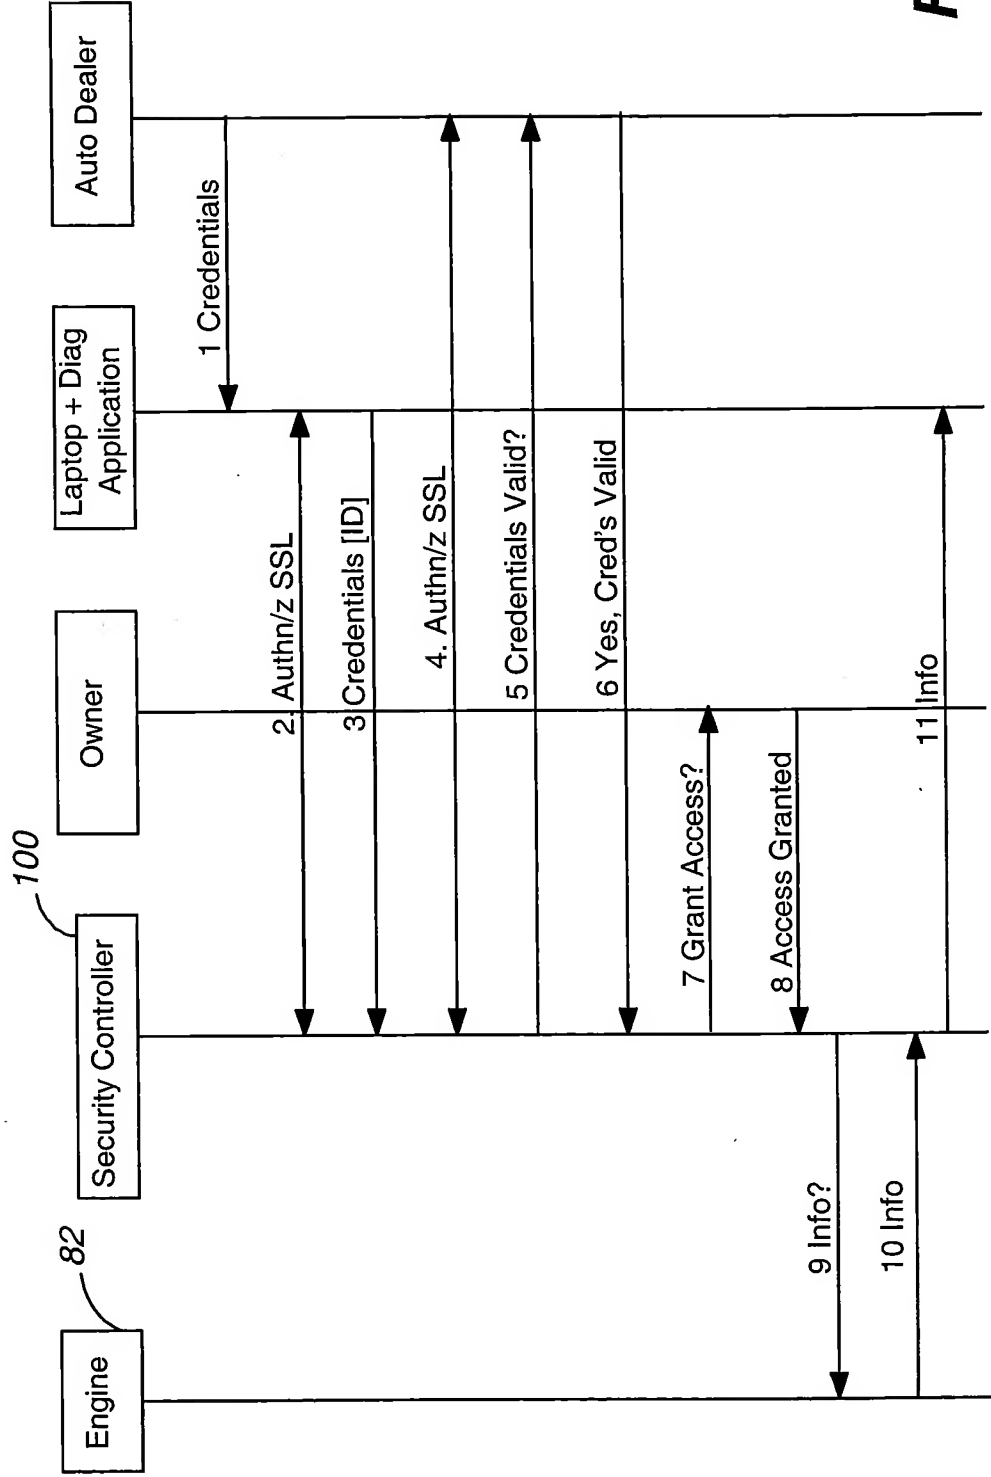 Engine
82
Security Controller
100
Owner
Laptop + Diag
Application
Auto Dealer
1 Credentials
2. Authn/z SSL
3 Credentials [ID]
4. Authn/z SSL
5 Credentials Valid?
6 Yes, Cred's Valid
7 Grant Access?
8 Access Granted
9 Info?
10 Info
11 Info